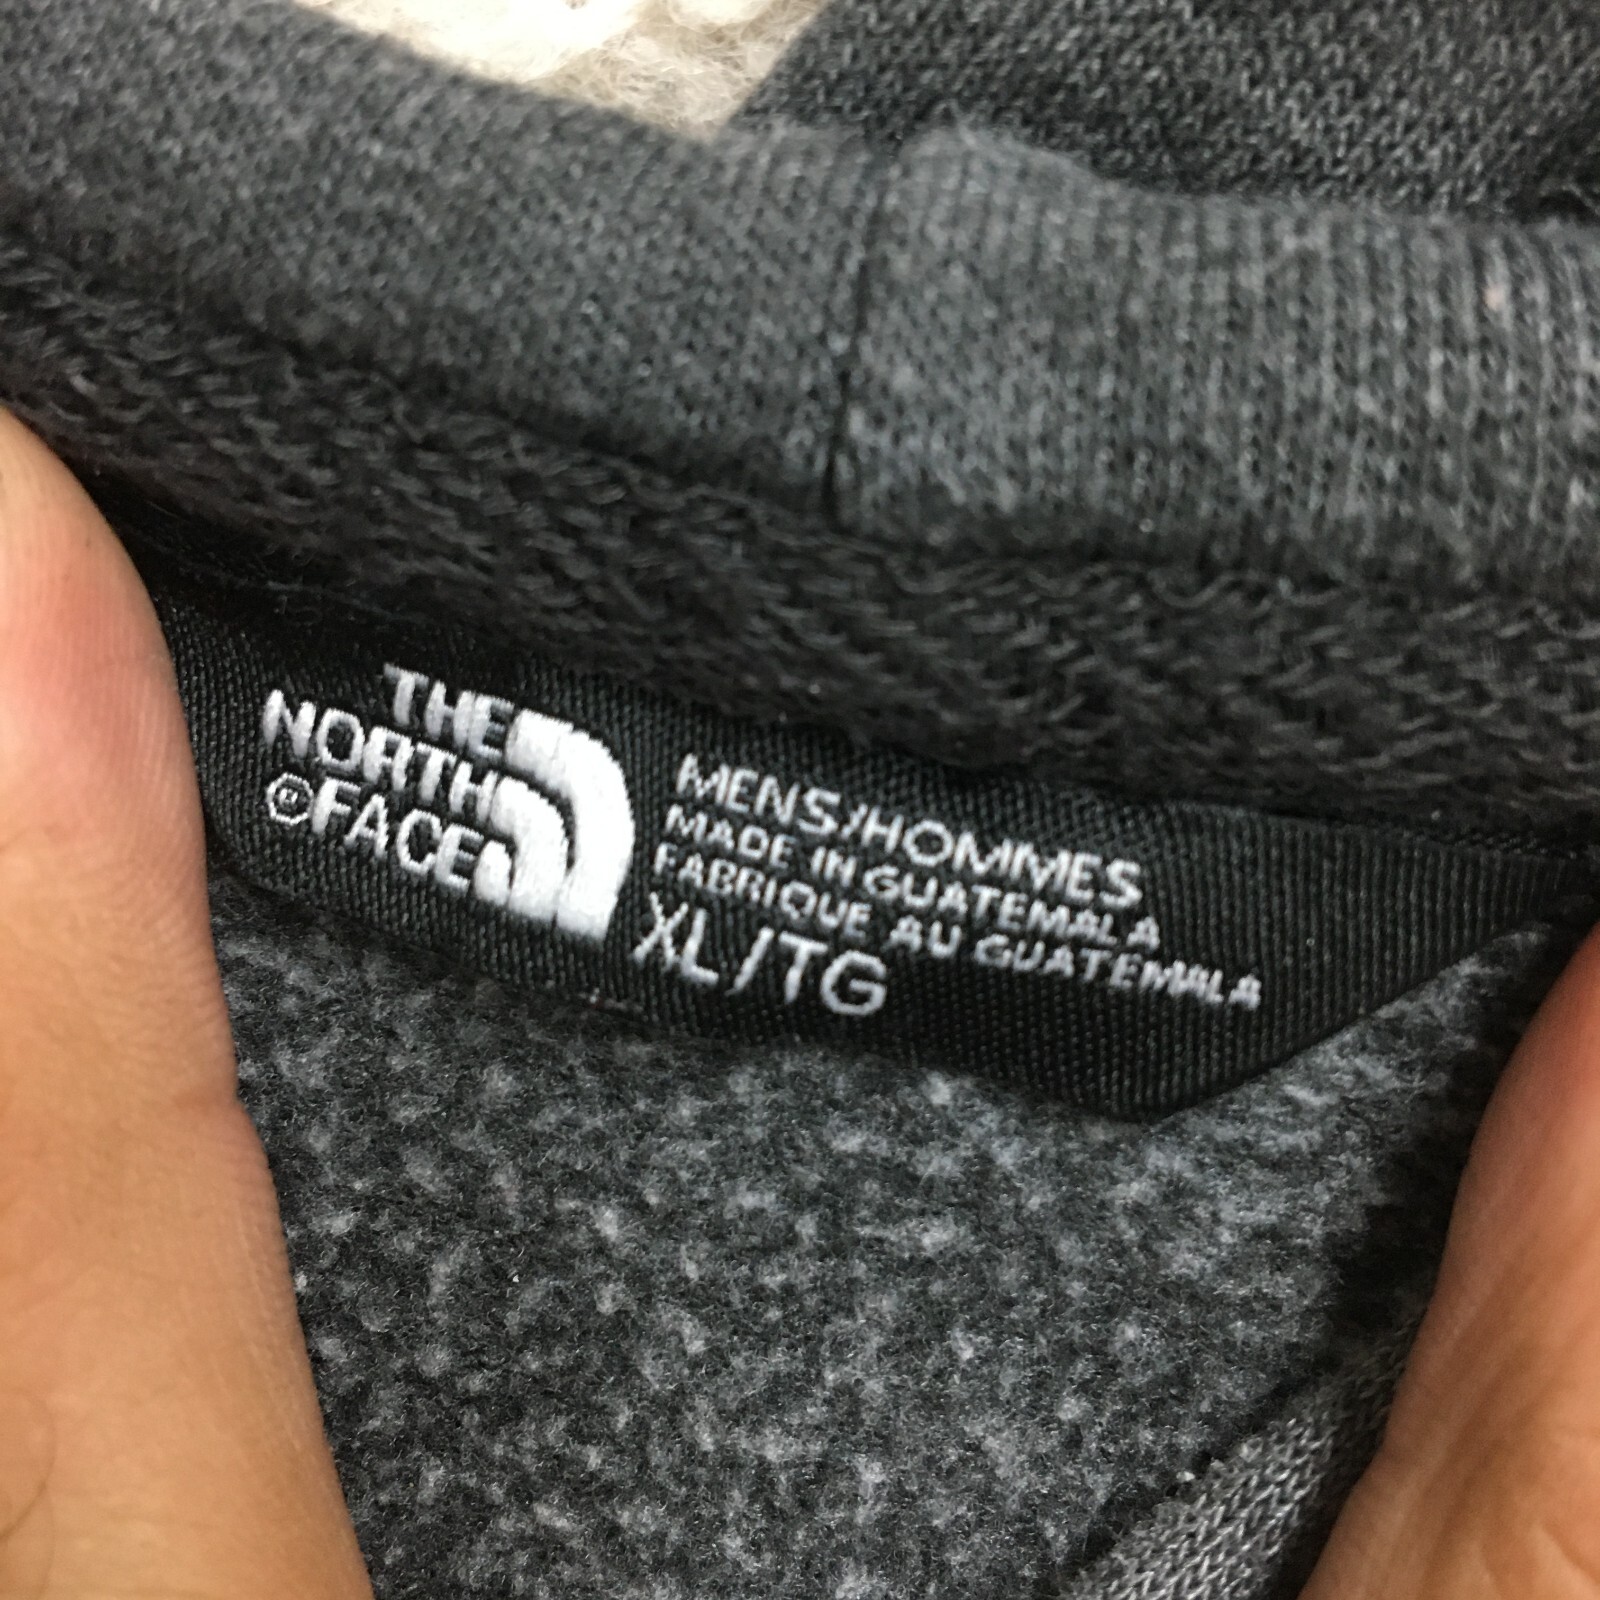 THE
NORTH
®FACE
MENS/HOMMES
MADE IN GUATEMALA
FABRIQUE AU GUATEMALA
XL/TG